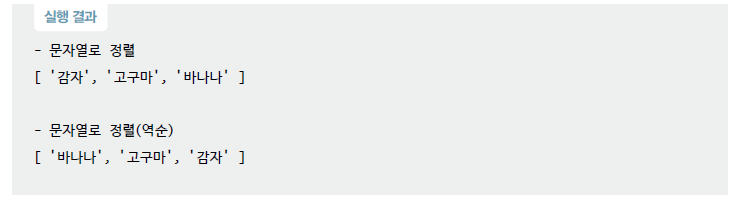 실행 결과
- 문자열로 정렬
[ '감자', '고구마', '바나나' ]
- 문자열로 정렬(역순)
[ '바나나', '고구마', '감자' ]